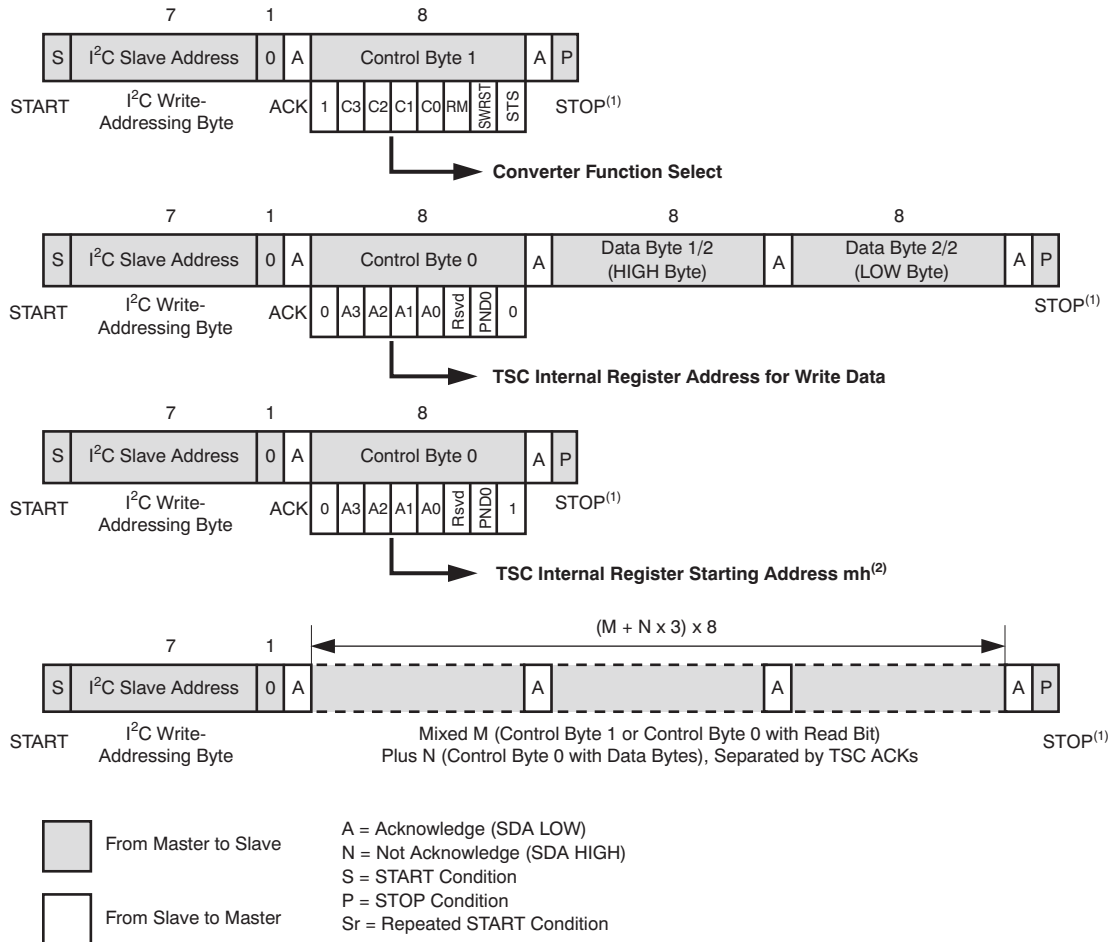 7 1 8
S I²C Slave Address 0 A Control Byte 1 A P
START I²C Write- ACK 1 C3 C2 C1 C0 RM SWRST STS STOP(1)
Addressing Byte
Converter Function Select
7 1 8 8 8
S I²C Slave Address 0 A Control Byte 0 A Data Byte 1/2 A Data Byte 2/2 A P
(HIGH Byte) (LOW Byte)
START I²C Write- ACK 0 A3 A2 A1 A0 Rsvd PND0 0 STOP(1)
Addressing Byte
TSC Internal Register Address for Write Data
7 1 8
S I²C Slave Address 0 A Control Byte 0 A P
START I²C Write- ACK 0 A3 A2 A1 A0 Rsvd PND0 1 STOP(1)
Addressing Byte
TSC Internal Register Starting Address mh(2)
(M + N x 3) x 8
7 1
S I²C Slave Address 0 A A A A P
START I²C Write- Mixed M (Control Byte 1 or Control Byte 0 with Read Bit) STOP(1)
Addressing Byte Plus N (Control Byte 0 with Data Bytes), Separated by TSC ACKs
From Master to Slave
From Slave to Master
A = Acknowledge (SDA LOW)
N = Not Acknowledge (SDA HIGH)
S = START Condition
P = STOP Condition
Sr = Repeated START Condition